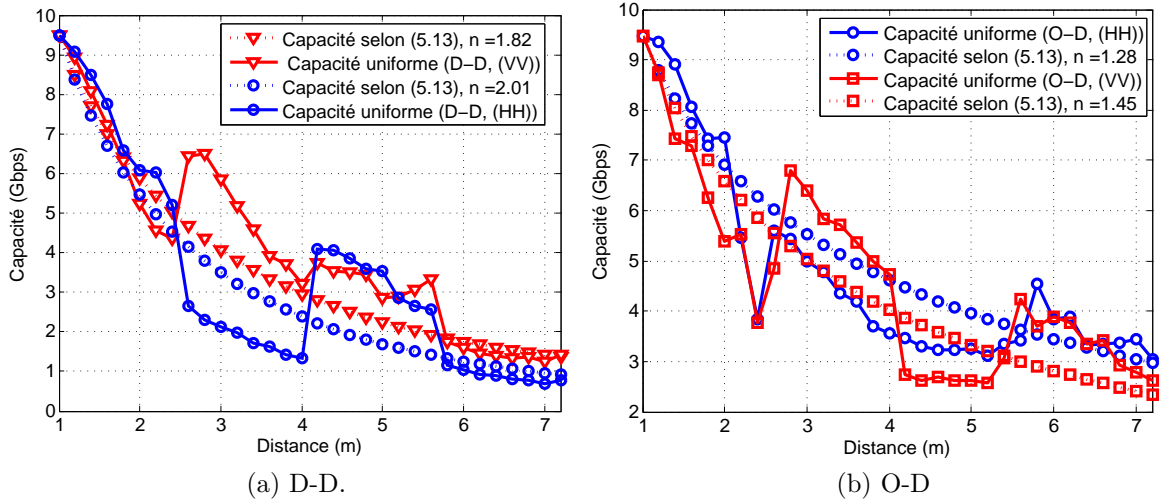 10
9
8
7
6
5
4
3
2
1
0
Capacité (Gbps)
1 2 3 4 5 6 7
Distance (m)
Capacité selon (5.13), n =1.82
Capacité uniforme (D−D, (VV))
Capacité selon (5.13), n =2.01
Capacité uniforme (D−D, (HH))
(a) D-D.
10
9
8
7
6
5
4
3
2
Capacité (Gbps)
1 2 3 4 5 6 7
Distance (m)
Capacité uniforme (O−D, (HH))
Capacité selon (5.13), n =1.28
Capacité uniforme (O−D, (VV))
Capacité selon (5.13), n =1.45
(b) O-D